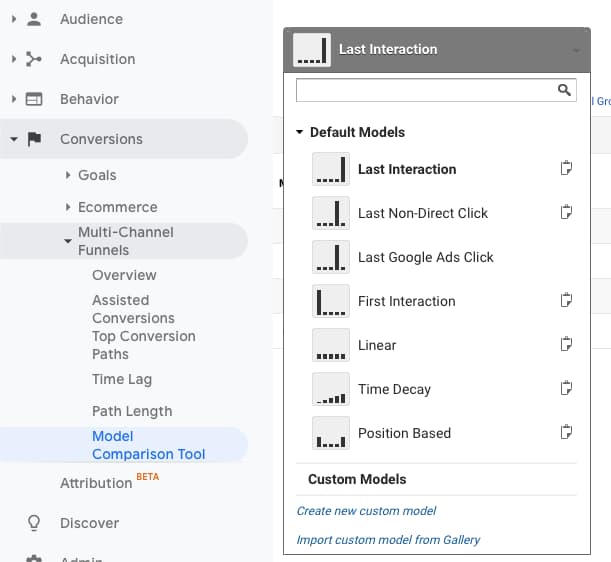 Audience
Acquisition
Behavior
Conversions
Goals
Ecommerce
Multi-Channel
Funnels
Overview
Assisted
Conversions
Top Conversion
Paths
Time Lag
Path Length
Model
Comparison Tool
Attribution BETA
Discover
Admin
Last Interaction
Default Models
Last Interaction
Last Non-Direct Click
Last Google Ads Click
First Interaction
Linear
Time Decay
Position Based
Custom Models
Create new custom model
Import custom model from Gallery